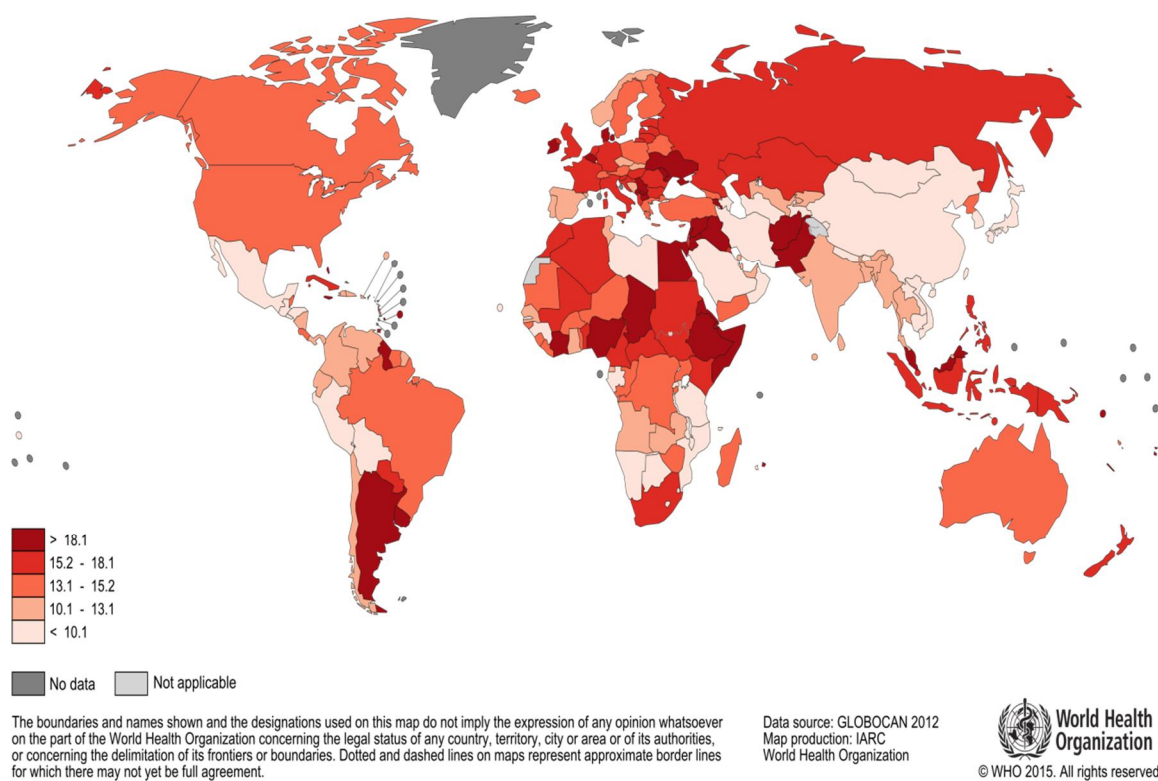 > 18.1
15.2 - 18.1
13.1 - 15.2
10.1 - 13.1
< 10.1
No data
Not applicable
The boundaries and names shown and the designations used on this map do not imply the expression of any opinion whatsoever
on the part of the World Health Organization concerning the legal status of any country, territory, city or area or of its authorities,
or concerning the delimitation of its frontiers or boundaries. Dotted and dashed lines on maps represent approximate border lines
for which there may not yet be full agreement.
Data source: GLOBOCAN 2012
Map production: IARC
World Health Organization
World Health
Organization
© WHO 2015. All rights reserved